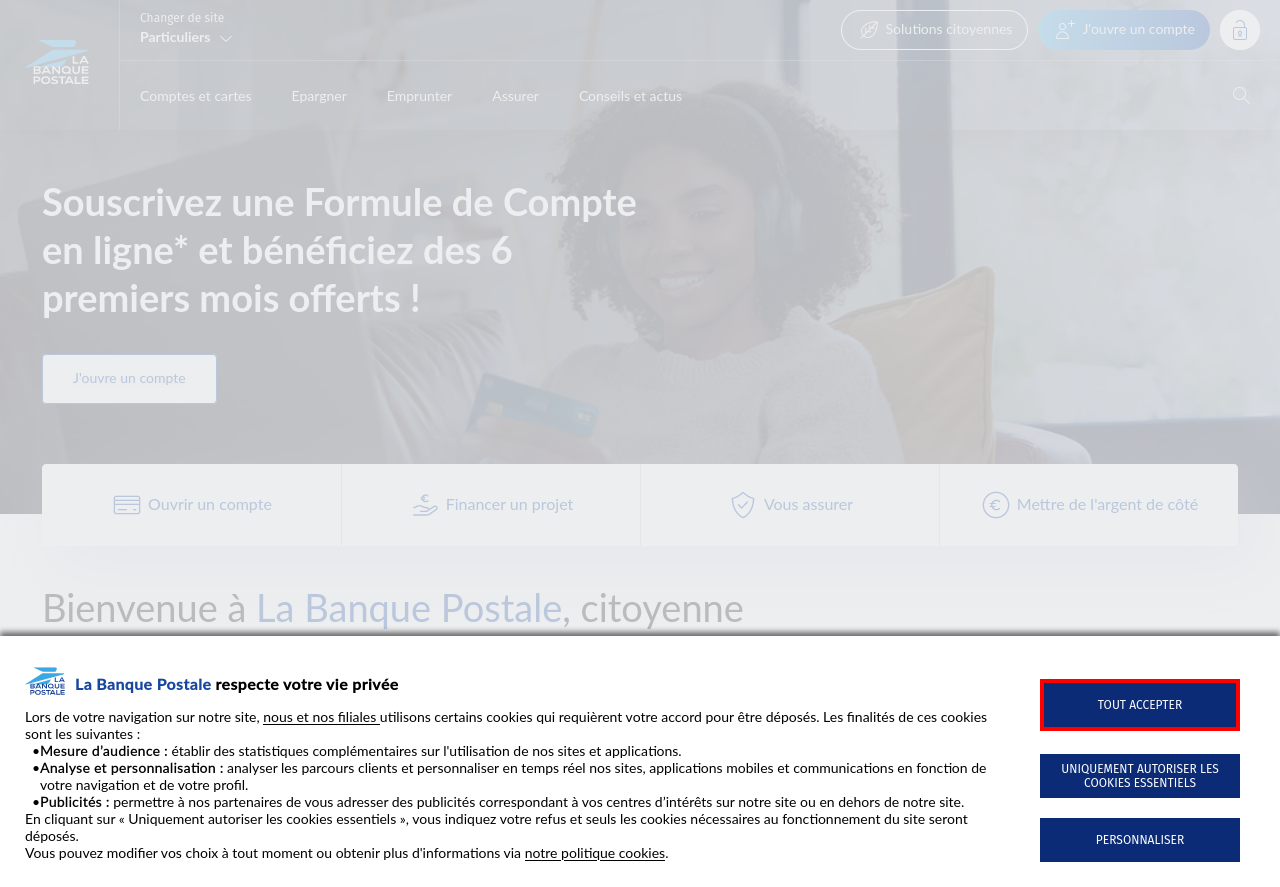 Changer de site
Particuliers
Solutions citoyennes
J'ouvre un compte
LA
BANQUE
POSTALE
Comptes et cartes
Epargner
Emprunter
Assurer
Conseils et actus
Souscrivez une Formule de Compte
en ligne* et bénéficiez des 6
premiers mois offerts !
J'ouvre un compte
Ouvrir un compte
Financer un projet
Vous assurer
Mettre de l'argent de côté
Bienvenue à La Banque Postale, citoyenne
LA
BANQUE
POSTALE
La Banque Postale respecte votre vie privée
Lors de votre navigation sur notre site, nous et nos filiales utilisons certains cookies qui requièrent votre accord pour être déposés. Les finalités de ces cookies
sont les suivantes :
•Mesure d’audience : établir des statistiques complémentaires sur l’utilisation de nos sites et applications.
•Analyse et personnalisation : analyser les parcours clients et personnaliser en temps réel nos sites, applications mobiles et communications en fonction de
votre navigation et de votre profil.
•Publicités : permettre à nos partenaires de vous adresser des publicités correspondant à vos centres d’intérêts sur notre site ou en dehors de notre site.
En cliquant sur « Uniquement autoriser les cookies essentiels », vous indiquez votre refus et seuls les cookies nécessaires au fonctionnement du site seront
déposés.
Vous pouvez modifier vos choix à tout moment ou obtenir plus d'informations via notre politique cookies.
TOUT ACCEPTER
UNIQUEMENT AUTORISER LES
COOKIES ESSENTIELS
PERSONNALISER